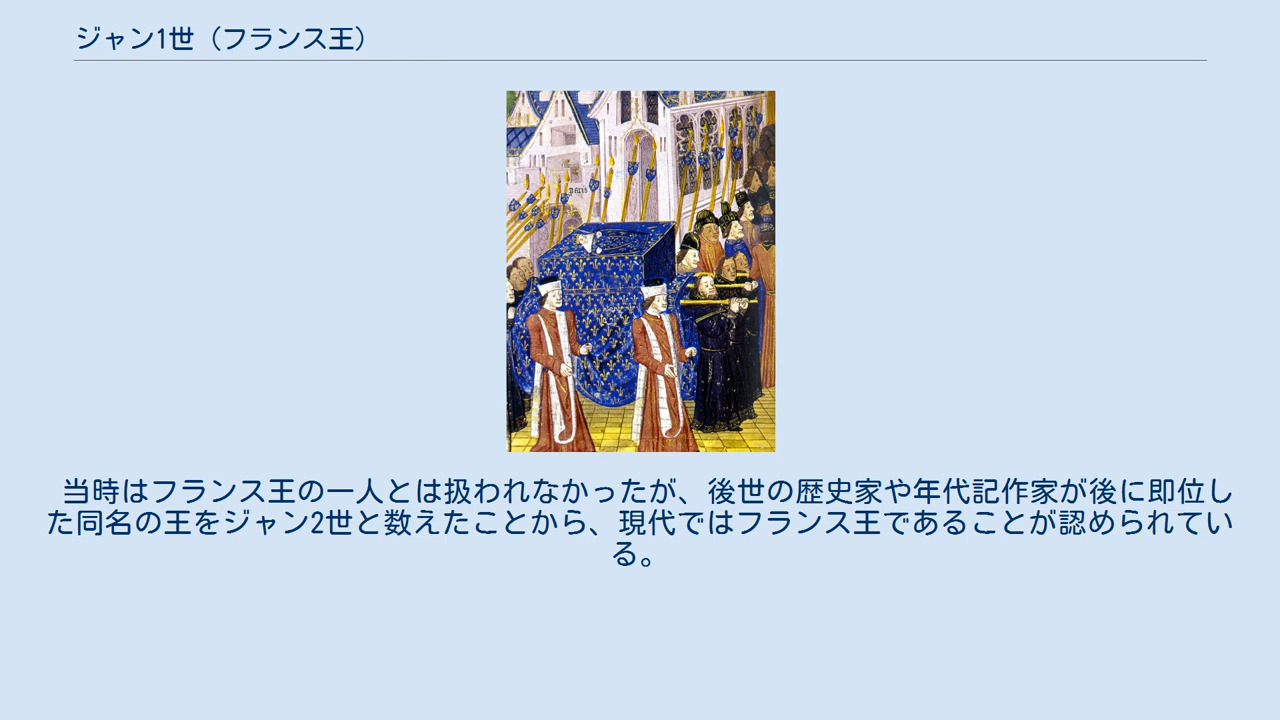 ジャン1世（フランス王）
Paris
当時はフランス王の一人とは扱われなかったが、後世の歴史家や年代記作家が後に即位し
た同名の王をジャン2世と数えたことから、現代ではフランス王であることが認められてい
る。